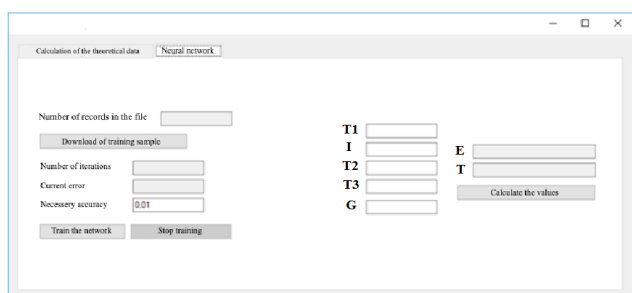 Calculation of the theoretical data
Neural network
Number of records in the file
Download of training sample
Number of iterations
Current error
Necessery accuracy
0.01
Train the network
Stop training
T1
I
T2
T3
G
E
T
Calculate the values